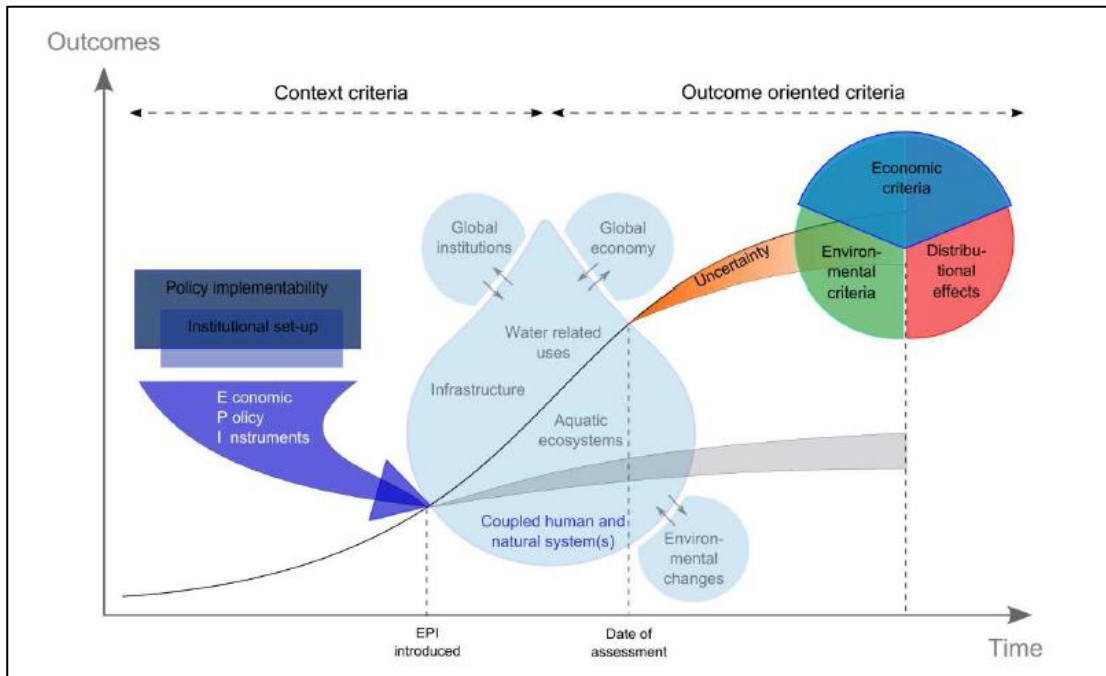 Outcomes
Context criteria
Outcome oriented criteria
Economic
criteria
Global
institutions
Global
economy
Environ-
mental
criteria
Distribu-
tional
effects
Uncertainty
Policy implementability
Institutional set-up
Water related
uses
Infrastructure
E conomic
P olicy
I nstruments
Aquatic
ecosystems
Coupled human and
natural system(s)
Environ-
mental
changes
EPI
introduced
Date of
assessment
Time